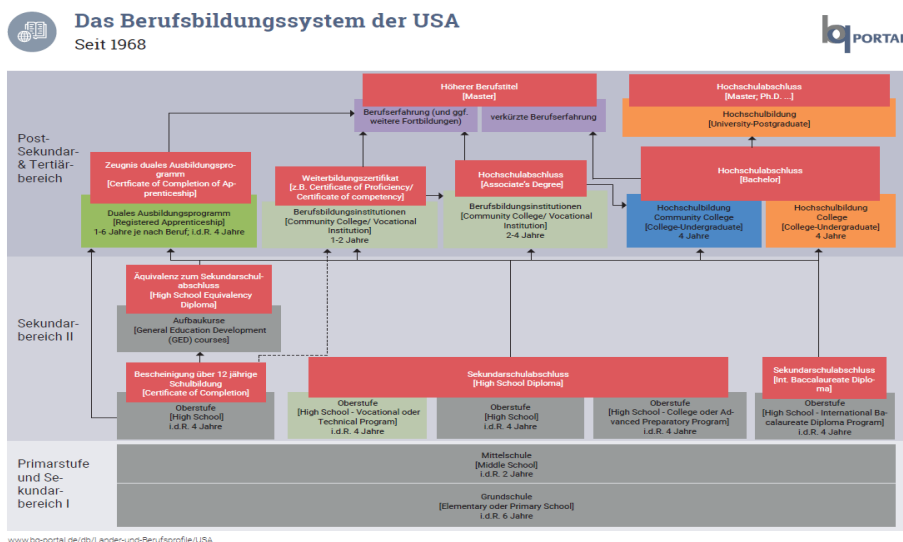 Das Berufsbildungssystem der USA
Seit 1968
bq PORTAL
Post-
Sekundar-
& Tertiär-
bereich
Höherer Berufstitel
[Master]
Berufserfahrung (und ggf.
weitere Fortbildungen)
verkürze Berufserfahrung
Hochschulabschluss
[Master; Ph.D. ...]
Hochschulbildung
[University-Postgraduate]
Zeugnis duales Ausbildungspro-
gramm
[Certficate of Completion of Ap-
prenticeship]
Duales Ausbildungsprogramm
[Registered Apprenticeship]
1-6 Jahre je nach Beruf; i.d.R. 4 Jahre
Weiterbildungszertifikat
[z.B. Certificate of Proficiency/
Certificate of competency]
Berufsbildungsinstitutionen
[Community College/ Vocational
Institution]
1-2 Jahre
Hochschulabschluss
[Associate's Degree]
Berufsbildungsinstitutionen
[Community College/ Vocational
Institution]
2-4 Jahre
Hochschulabschluss
[Bachelor]
Hochschulbildung
Community College
[College-Undergraduate]
4 Jahre
Hochschulbildung
College
[College-Undergraduate]
4 Jahre
Sekundar-
bereich II
Äquivalenz zum Sekundarschul-
abschluss
[High School Equivalency
Diploma]
Aufbaukurse
[General Education Development
(GED) courses]
Bescheinigung über 12 jährige
Schulbildung
[Certificate of Completion]
Oberstufe
[High School]
i.d.R. 4 Jahre
Sekundarschulabschluss
[High School Diploma]
Oberstufe
[High School - Vocational oder
Technical Program]
i.d.R. 4 Jahre
Oberstufe
[High School]
i.d.R. 4 Jahre
Oberstufe
[High School - College oder Ad-
vanced Preparatory Program]
i.d.R. 4 Jahre
Sekundarschulabschluss
[Int. Baccalaureate Diplo-
ma]
Oberstufe
[High School - International Ba-
calaureate Diploma Program]
i.d.R. 4 Jahre
Primarstufe
und Se-
kundar-
bereich I
Mittelschule
[Middle School]
i.d.R. 2 Jahre
Grundschule
[Elementary oder Primary School]
i.d.R. 6 Jahre
www.bq-portal.de/db/Länder-und-Berufsprofile/USA